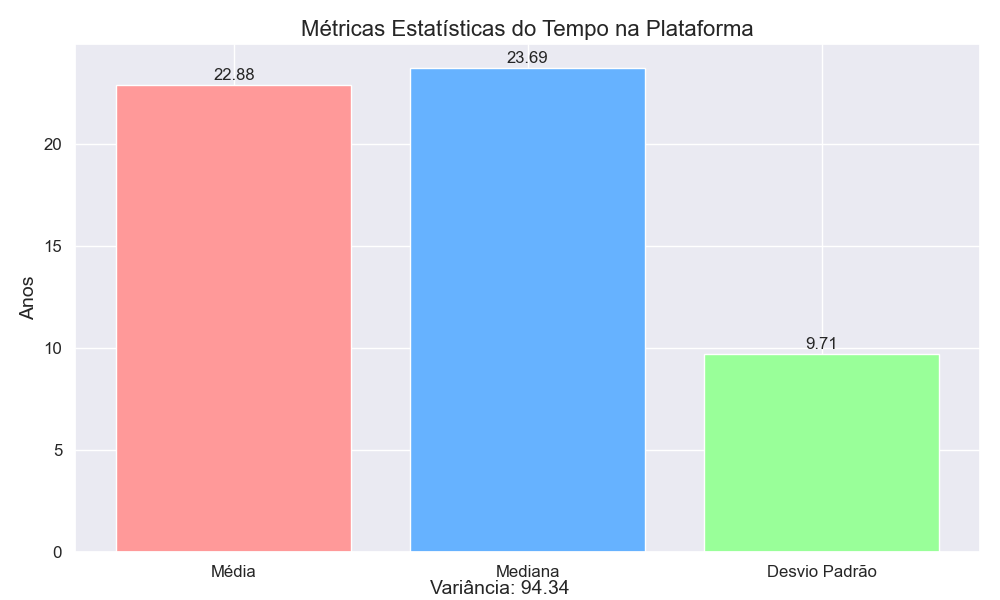 Métricas Estatísticas do Tempo na Plataforma
22.88
23.69
9.71
Anos
20
15
10
5
0
Média
Mediana
Desvio Padrão
Variância: 94.34